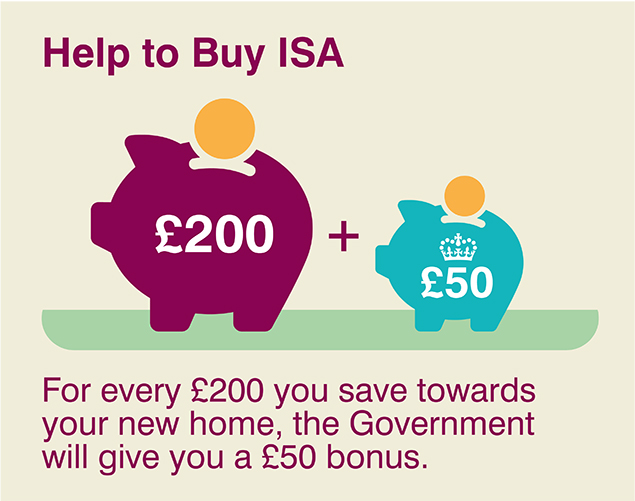 Help to Buy ISA
£200
+
£50
For every £200 you save towards
your new home, the Government
will give you a £50 bonus.